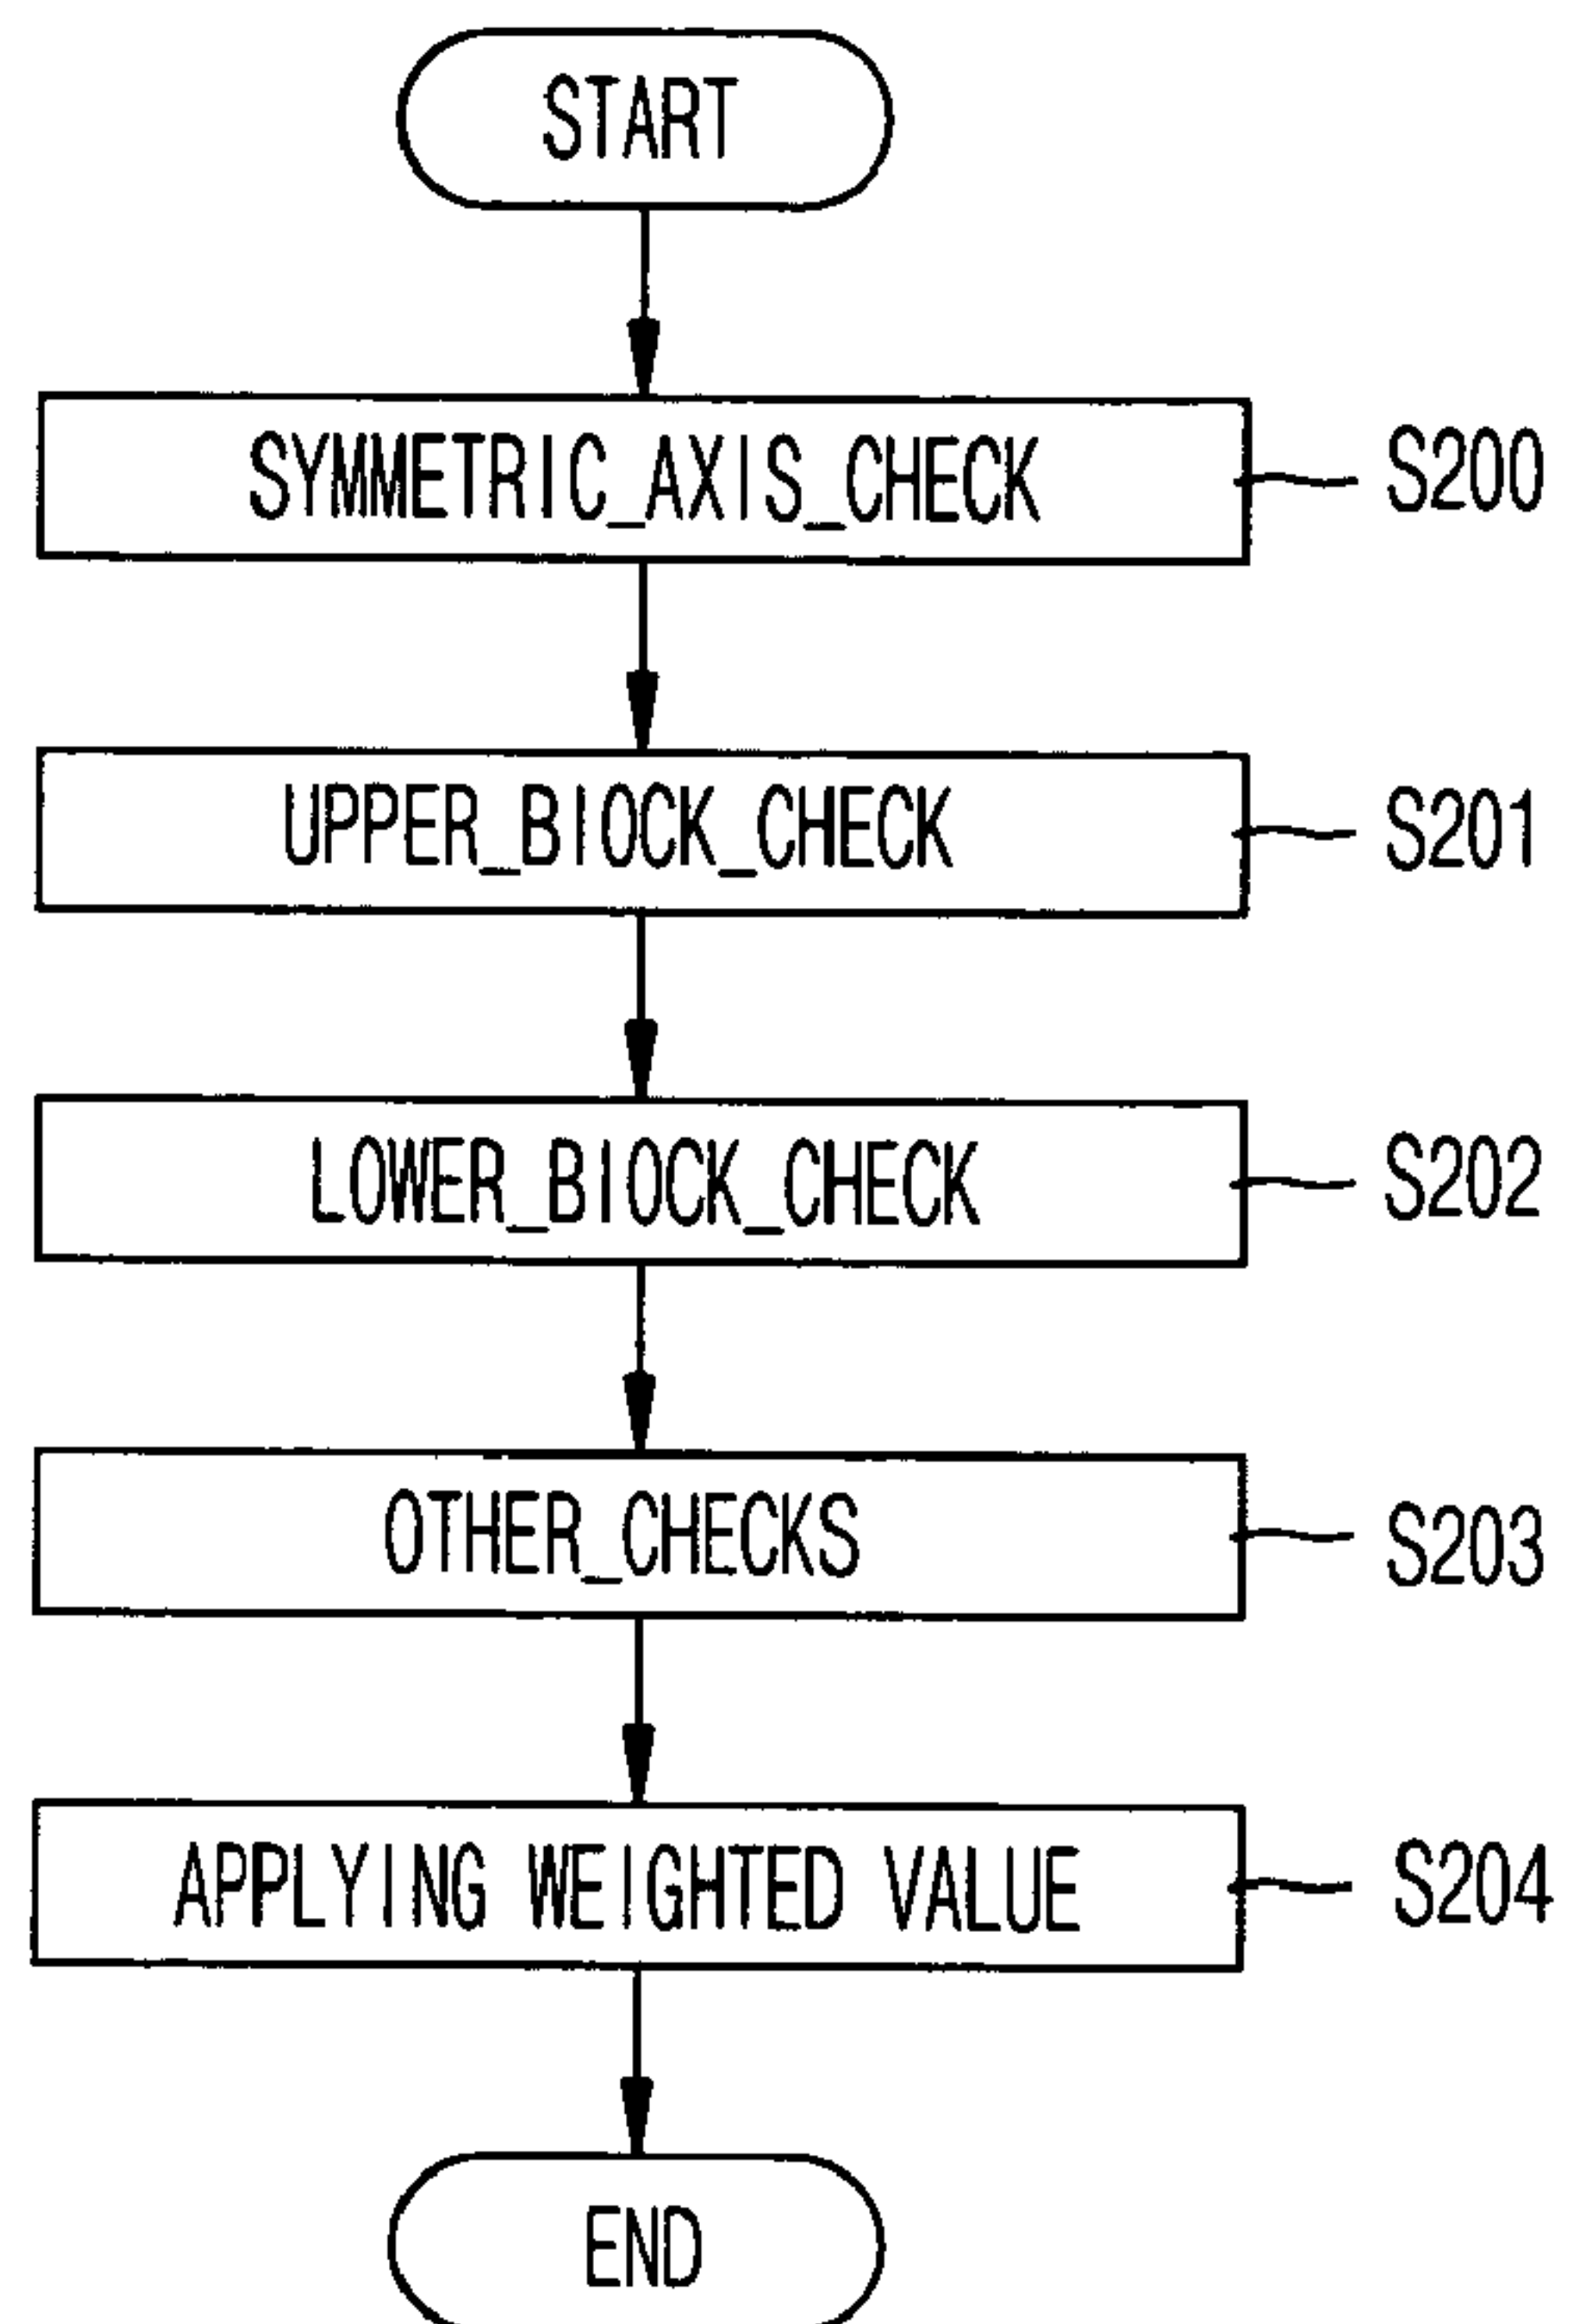 START
SYMMETRIC_AXIS_CHECK S200
UPPER_BIOCK_CHECK S201
LOWER_BIOCK_CHECK S202
OTHER_CHECKS S203
APPLYING WEIGHTED VALUE S204
END